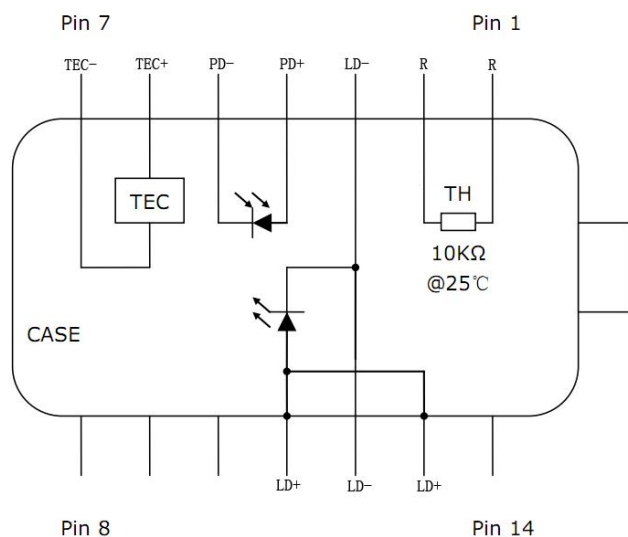 Pin 7 Pin 1
TEC− TEC+ PD− PD+ LD− R R
TEC
TH
10KΩ
@25℃
CASE
LD+ LD− LD+
Pin 8 Pin 14